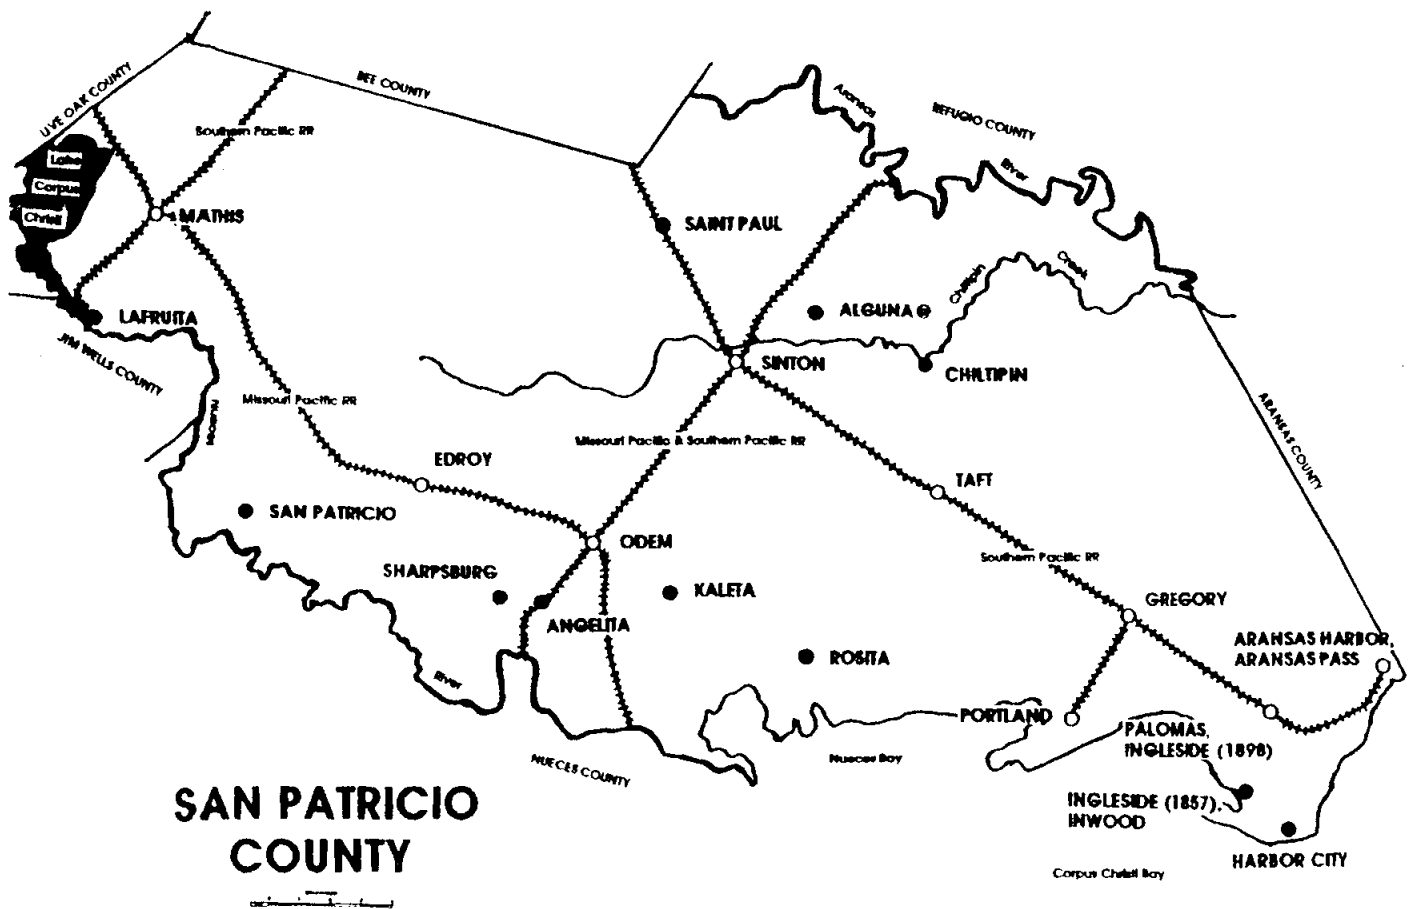 LIVE OAK COUNTY
BEE COUNTY
Southern Pacific RR
Aransas
REFUGIO COUNTY
River
Lake
Corpus
Christi
MATHIS
SAINT PAUL
Chiltipin
Creek
LAFRUITA
ALGUNA
JIM WELLS COUNTY
SINTON
CHILTIPIN
Missouri Pacific RR
Nueces
ARANSAS COUNTY
Missouri Pacific & Southern Pacific RR
EDROY
TAFT
SAN PATRICIO
ODEM
Southern Pacific RR
SHARPSBURG
KALETA
GREGORY
ANGELITA
ARANSAS HARBOR,
ARANSAS PASS
ROSITA
River
PORTLAND
PALOMAS,
INGLESIDE (1898)
Nueces Bay
NUECES COUNTY
INGLESIDE (1857),
INWOOD
HARBOR CITY
Corpus Christi Bay
SAN PATRICIO
COUNTY